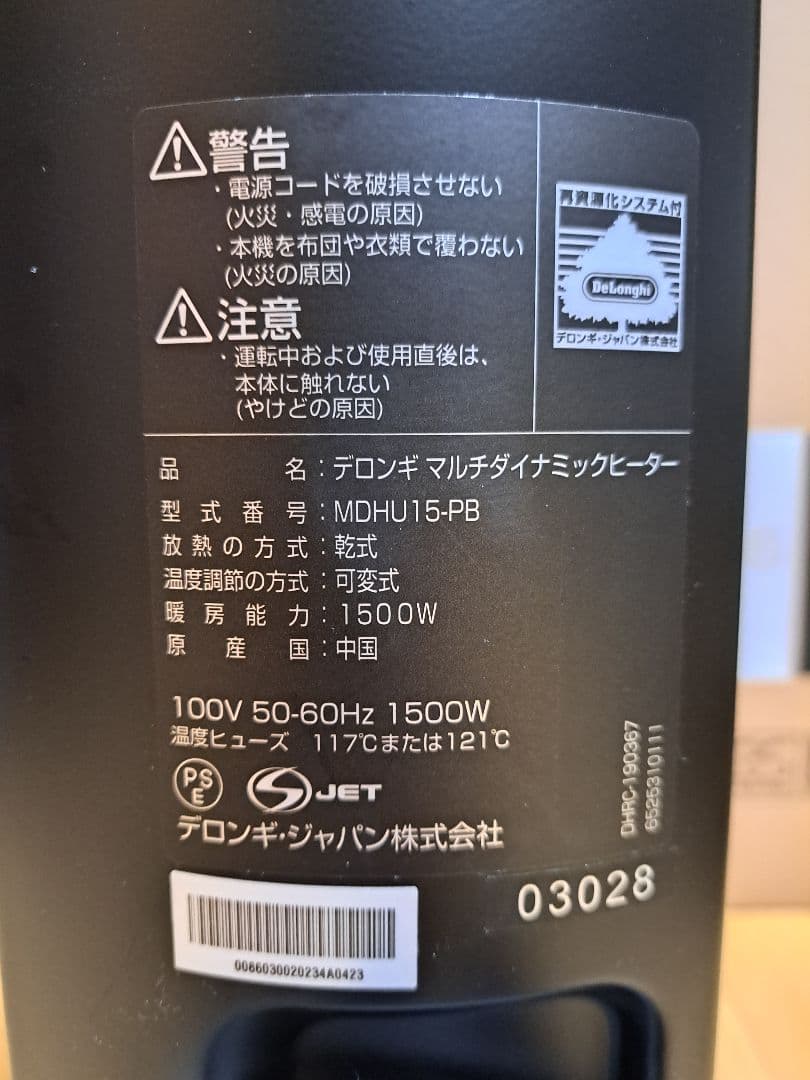 警告
・電源コードを破損させない
(火災・感電の原因)
・本機を布団や衣類で覆わない
(火災の原因)
注意
・運転中および使用直後は、
本体に触れない
(やけどの原因)
再資源化システム付
DeLonghi
デロンギ・ジャパン株式会社
品名：デロンギ マルチダイナミックヒーター
型式番号：MDHU15-PB
放熱の方式：乾式
温度調節の方式：可変式
暖房能力：1500W
原産国：中国
100V 50-60Hz 1500W
温度ヒューズ 117℃または121℃
PSE
S JET
デロンギ・ジャパン株式会社
DHRC-190367
6525310111
03028
0086030020234A0423